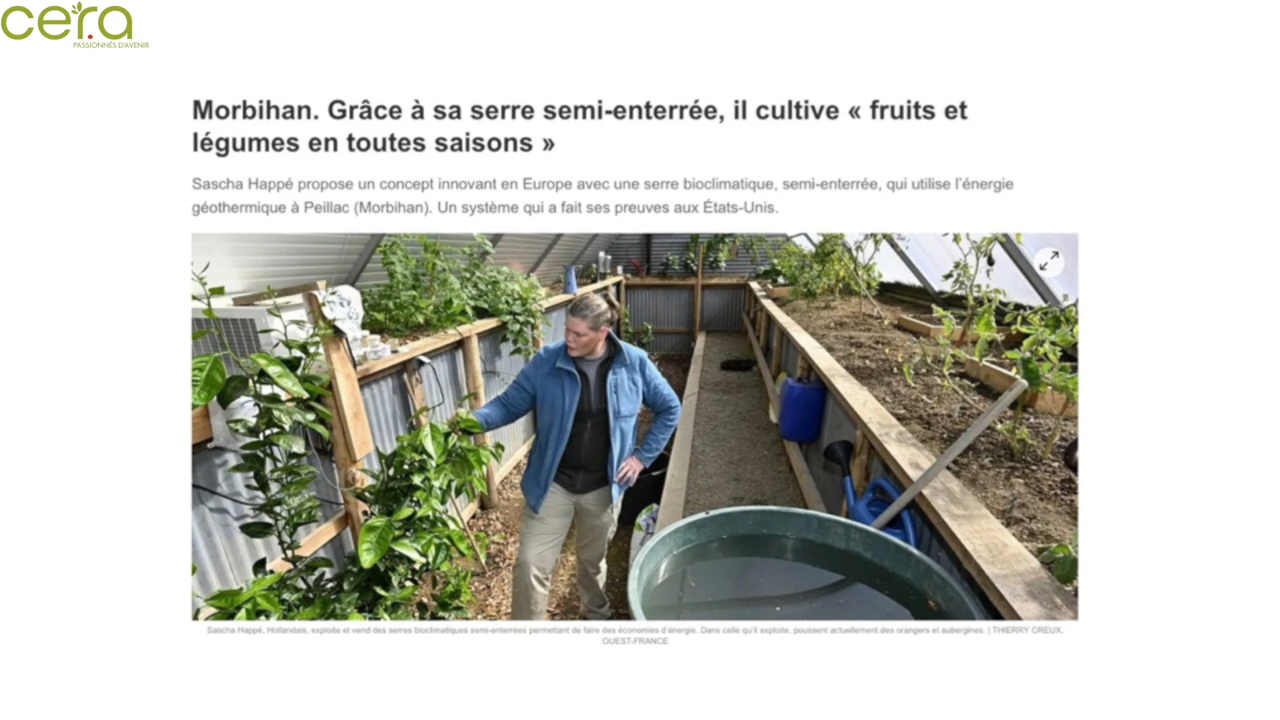 cera
PASSIONNÉS D'AVENIR
Morbihan. Grâce à sa serre semi-enterrée, il cultive « fruits et
légumes en toutes saisons »
Sascha Happé propose un concept innovant en Europe avec une serre bioclimatique, semi-enterrée, qui utilise l'énergie
géothermique à Peillac (Morbihan). Un système qui a fait ses preuves aux États-Unis.
Sascha Happé, Hollandais, exploite et vend des serres bioclimatiques semi-enterrées permettant de faire des économies d'énergie. Dans celle qu'il exploite, poussent actuellement des orangers et aubergines. | THIERRY CREUX,
OUEST-FRANCE